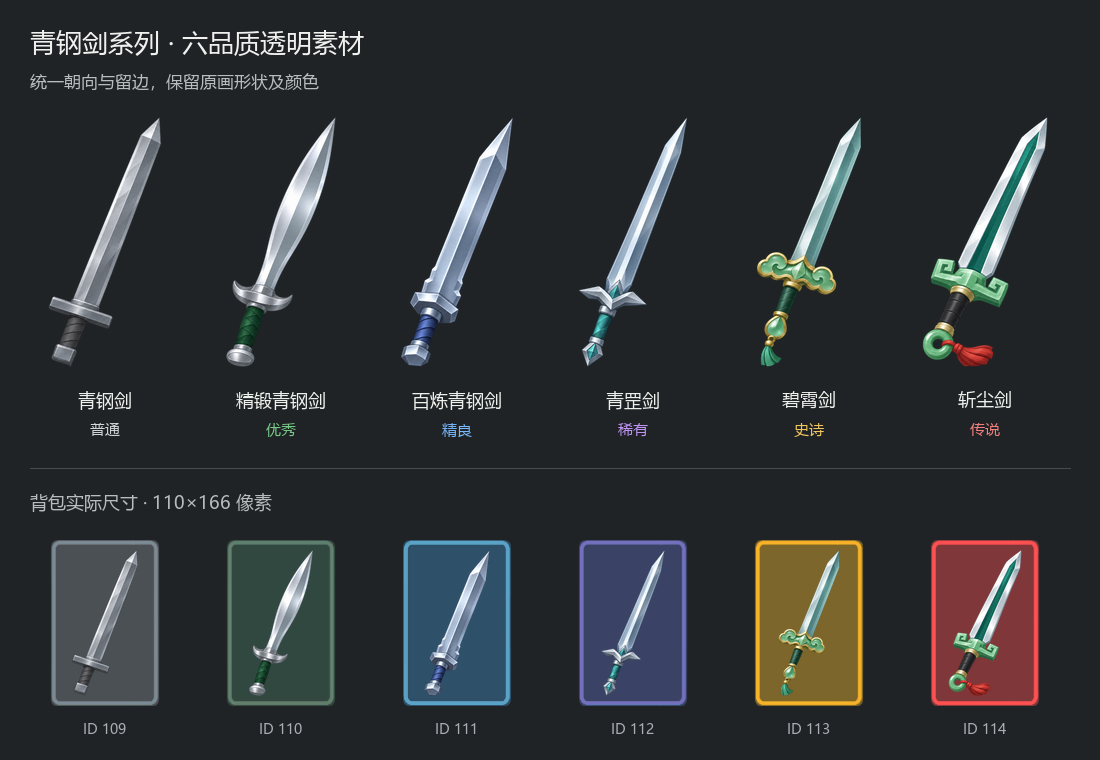 青钢剑系列 · 六品质透明素材
统一朝向与留边，保留原画形状及颜色
青钢剑
精锻青钢剑
百炼青钢剑
青罡剑
碧霄剑
斩尘剑
普通
优秀
精良
稀有
史诗
传说
背包实际尺寸 · 110×166 像素
ID 109
ID 110
ID 111
ID 112
ID 113
ID 114